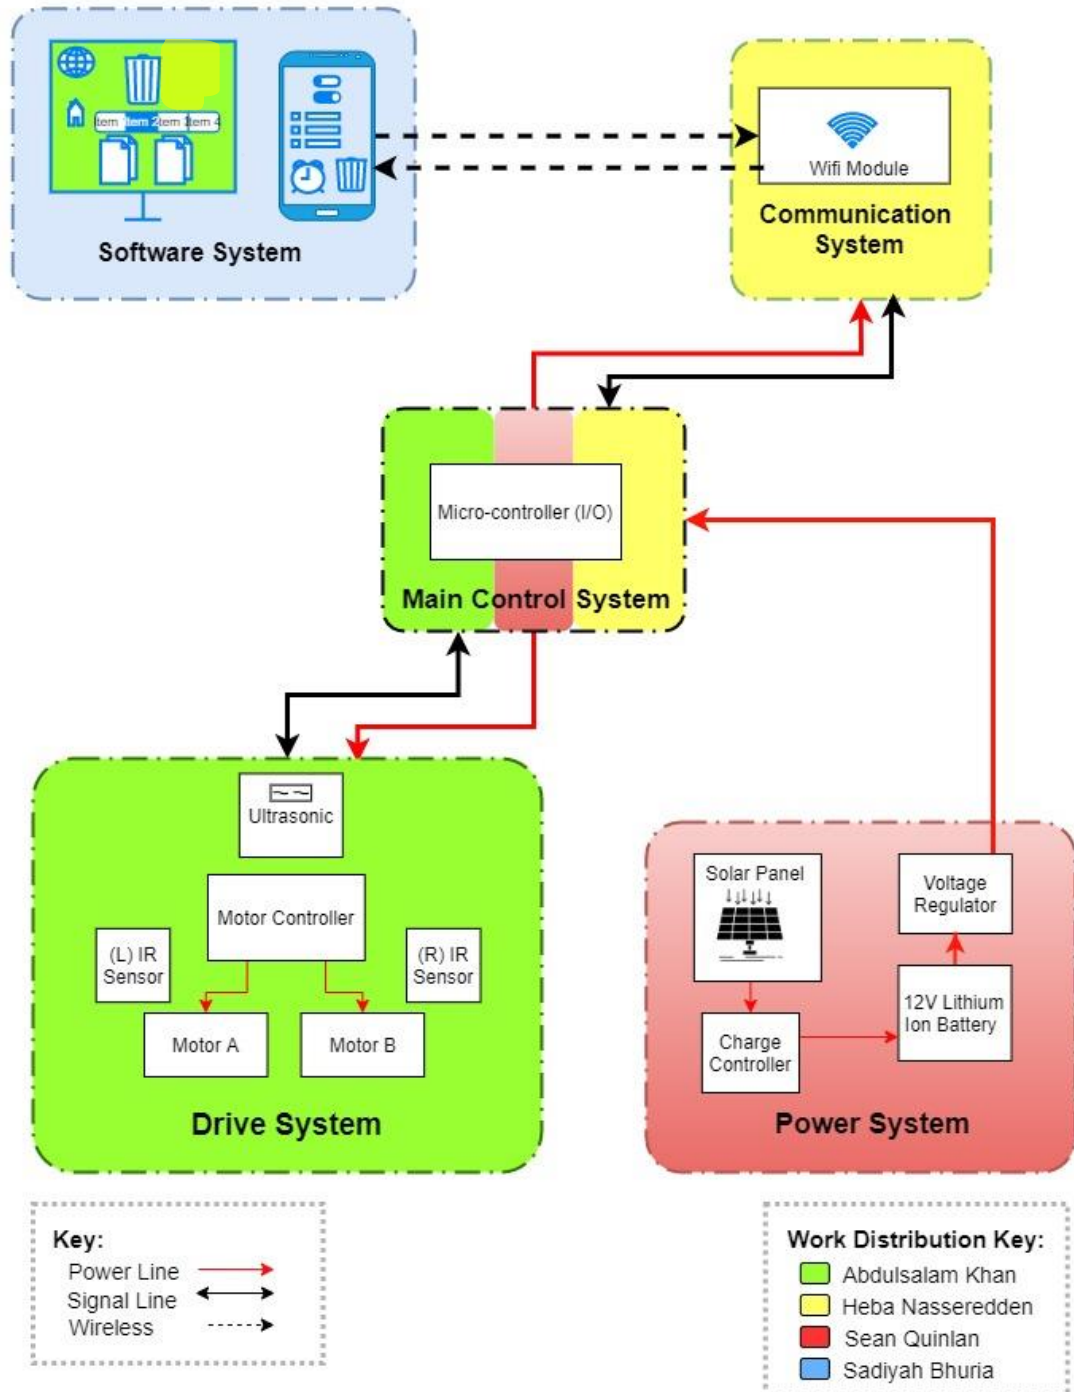 Item
Item 2
Item 3
Item 4
Software System
Wifi Module
Communication
System
Micro-controller (I/O)
Main Control System
Ultrasonic
Motor Controller
(L) IR
Sensor
(R) IR
Sensor
Motor A
Motor B
Drive System
Solar Panel
Voltage
Regulator
12V Lithium
Ion Battery
Charge
Controller
Power System
Key:
Power Line
Signal Line
Wireless
Work Distribution Key:
Abdulsalam Khan
Heba Nasseredden
Sean Quinlan
Sadiyah Bhuria